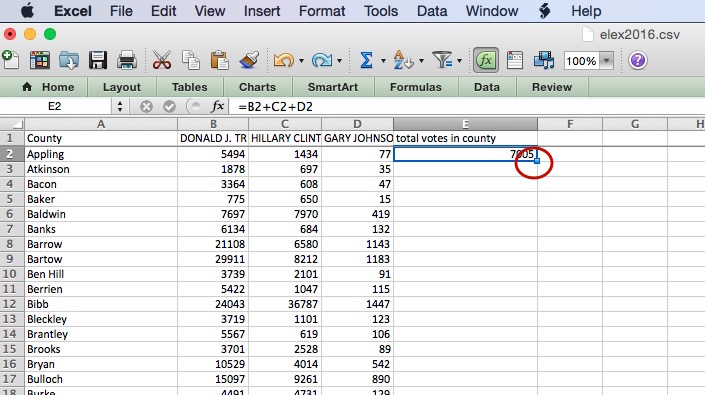 Excel File Edit View Insert Format Tools Data Window Help
elex2016.csv
Σ A Z fx 100% ?
Home Layout Tables Charts SmartArt Formulas Data Review
E2 fx =B2+C2+D2
A B C D E F G H
1 County DONALD J. TR HILLARY CLINT GARY JOHNSO total votes in county
2 Appling 5494 1434 77 7005
3 Atkinson 1878 697 35
4 Bacon 3364 608 47
5 Baker 775 650 15
6 Baldwin 7697 7970 419
7 Banks 6134 684 132
8 Barrow 21108 6580 1143
9 Bartow 29911 8212 1183
10 Ben Hill 3739 2101 91
11 Berrien 5422 1047 115
12 Bibb 24043 36787 1447
13 Bleckley 3719 1101 123
14 Brantley 5567 619 106
15 Brooks 3701 2528 89
16 Bryan 10529 4014 542
17 Bulloch 15097 9261 890
18 Burke 4491 4731 129